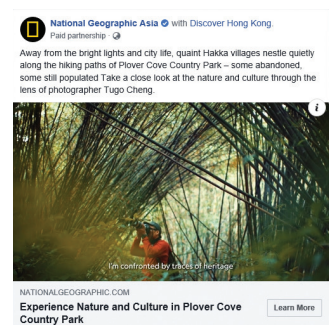 National Geographic Asia with Discover Hong Kong.
Paid partnership ·
Away from the bright lights and city life, quaint Hakka villages nestle quietly
along the hiking paths of Plover Cove Country Park – some abandoned,
some still populated Take a close look at the nature and culture through the
lens of photographer Tugo Cheng.
i
I'm confronted by traces of heritage
NATIONALGEOGRAPHIC.COM
Experience Nature and Culture in Plover Cove
Country Park
Learn More